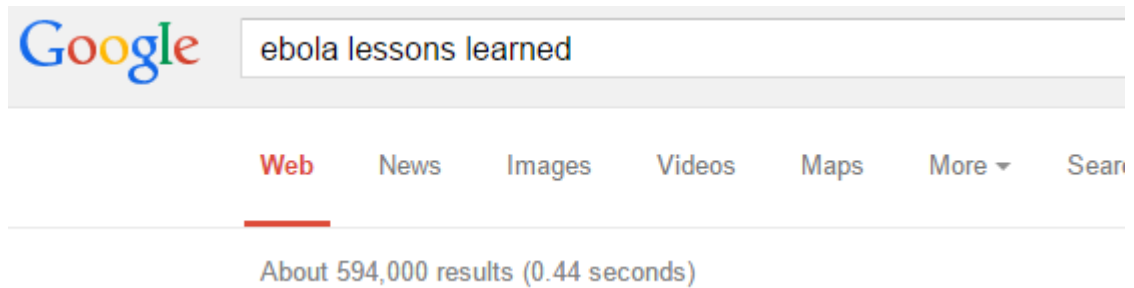 Google ebola lessons learned
Web News Images Videos Maps More
About 594,000 results (0.44 seconds)